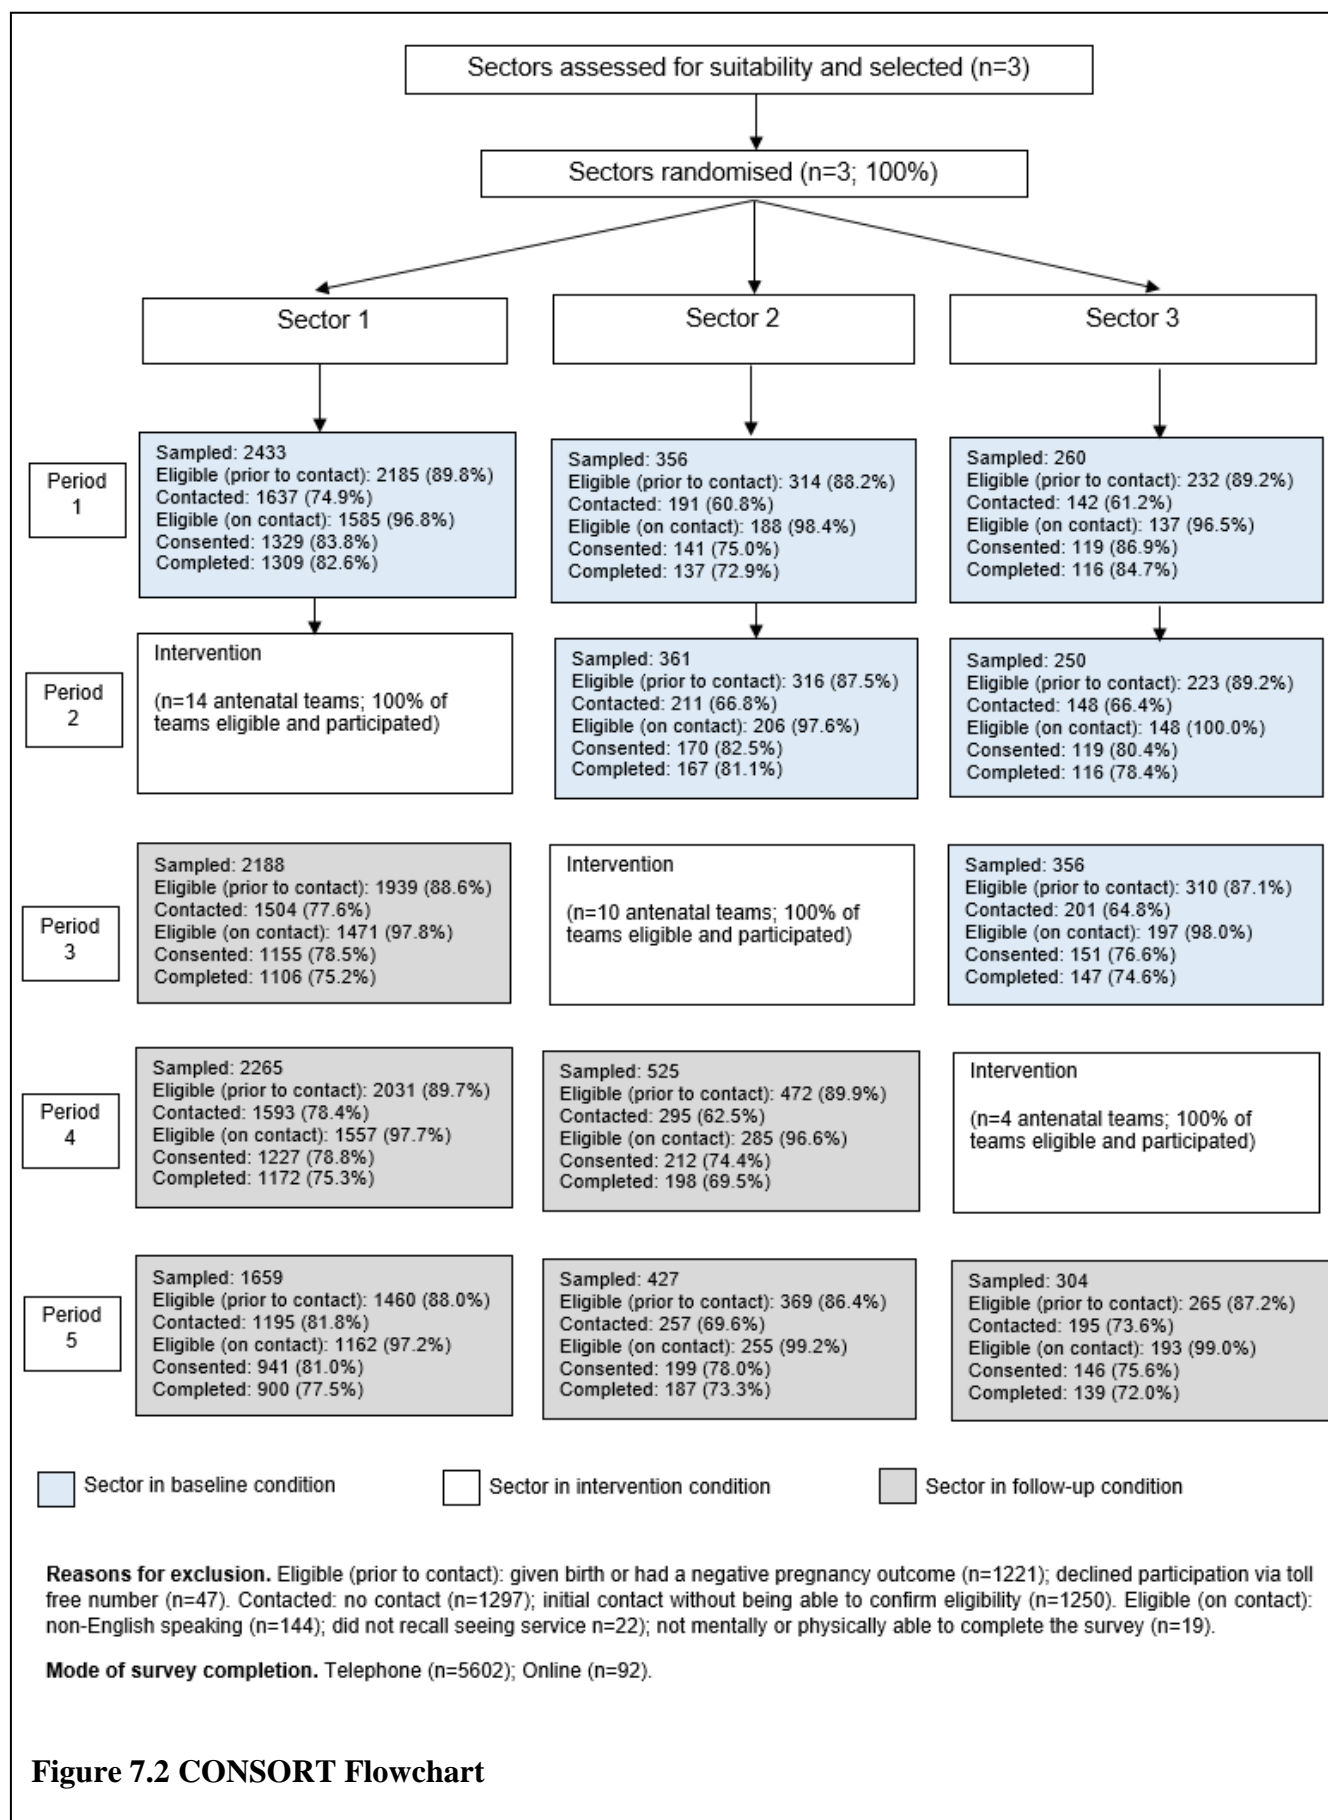 Sectors assessed for suitability and selected (n=3)
Sectors randomised (n=3; 100%)
Sector 1
Sector 2
Sector 3
Period
1
Sampled: 2433
Eligible (prior to contact): 2185 (89.8%)
Contacted: 1637 (74.9%)
Eligible (on contact): 1585 (96.8%)
Consented: 1329 (83.8%)
Completed: 1309 (82.6%)
Sampled: 356
Eligible (prior to contact): 314 (88.2%)
Contacted: 191 (60.8%)
Eligible (on contact): 188 (98.4%)
Consented: 141 (75.0%)
Completed: 137 (72.9%)
Sampled: 260
Eligible (prior to contact): 232 (89.2%)
Contacted: 142 (61.2%)
Eligible (on contact): 137 (96.5%)
Consented: 119 (86.9%)
Completed: 116 (84.7%)
Period
2
Intervention
(n=14 antenatal teams; 100% of
teams eligible and participated)
Sampled: 361
Eligible (prior to contact): 316 (87.5%)
Contacted: 211 (66.8%)
Eligible (on contact): 206 (97.6%)
Consented: 170 (82.5%)
Completed: 167 (81.1%)
Sampled: 250
Eligible (prior to contact): 223 (89.2%)
Contacted: 148 (66.4%)
Eligible (on contact): 148 (100.0%)
Consented: 119 (80.4%)
Completed: 116 (78.4%)
Period
3
Sampled: 2188
Eligible (prior to contact): 1939 (88.6%)
Contacted: 1504 (77.6%)
Eligible (on contact): 1471 (97.8%)
Consented: 1155 (78.5%)
Completed: 1106 (75.2%)
Intervention
(n=10 antenatal teams; 100% of
teams eligible and participated)
Sampled: 356
Eligible (prior to contact): 310 (87.1%)
Contacted: 201 (64.8%)
Eligible (on contact): 197 (98.0%)
Consented: 151 (76.6%)
Completed: 147 (74.6%)
Period
4
Sampled: 2265
Eligible (prior to contact): 2031 (89.7%)
Contacted: 1593 (78.4%)
Eligible (on contact): 1557 (97.7%)
Consented: 1227 (78.8%)
Completed: 1172 (75.3%)
Sampled: 525
Eligible (prior to contact): 472 (89.9%)
Contacted: 295 (62.5%)
Eligible (on contact): 285 (96.6%)
Consented: 212 (74.4%)
Completed: 198 (69.5%)
Intervention
(n=4 antenatal teams; 100% of
teams eligible and participated)
Period
5
Sampled: 1659
Eligible (prior to contact): 1460 (88.0%)
Contacted: 1195 (81.8%)
Eligible (on contact): 1162 (97.2%)
Consented: 941 (81.0%)
Completed: 900 (77.5%)
Sampled: 427
Eligible (prior to contact): 369 (86.4%)
Contacted: 257 (69.6%)
Eligible (on contact): 255 (99.2%)
Consented: 199 (78.0%)
Completed: 187 (73.3%)
Sampled: 304
Eligible (prior to contact): 265 (87.2%)
Contacted: 195 (73.6%)
Eligible (on contact): 193 (99.0%)
Consented: 146 (75.6%)
Completed: 139 (72.0%)
Sector in baseline condition
Sector in intervention condition
Sector in follow-up condition
Reasons for exclusion. Eligible (prior to contact): given birth or had a negative pregnancy outcome (n=1221); declined participation via toll
free number (n=47). Contacted: no contact (n=1297); initial contact without being able to confirm eligibility (n=1250). Eligible (on contact):
non-English speaking (n=144); did not recall seeing service n=22); not mentally or physically able to complete the survey (n=19).
Mode of survey completion. Telephone (n=5602); Online (n=92).
Figure 7.2 CONSORT Flowchart